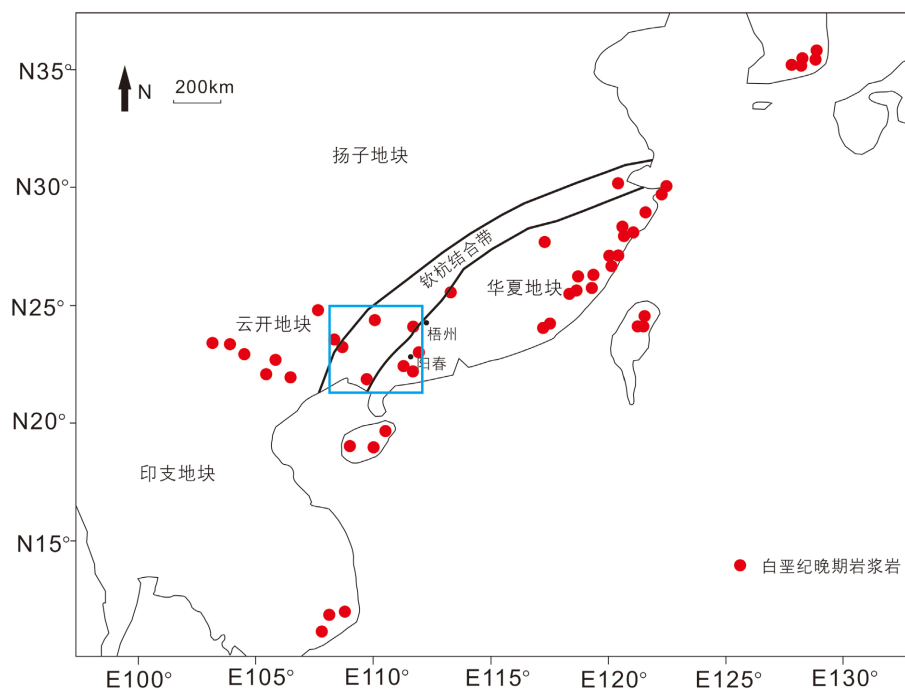 N35°
N
200km
扬子地块
N30°
钦杭结合带
华夏地块
N25°
云开地块
梧州
阳春
N20°
印支地块
N15°
白垩纪晚期岩浆岩
E100°
E105°
E110°
E115°
E120°
E125°
E130°